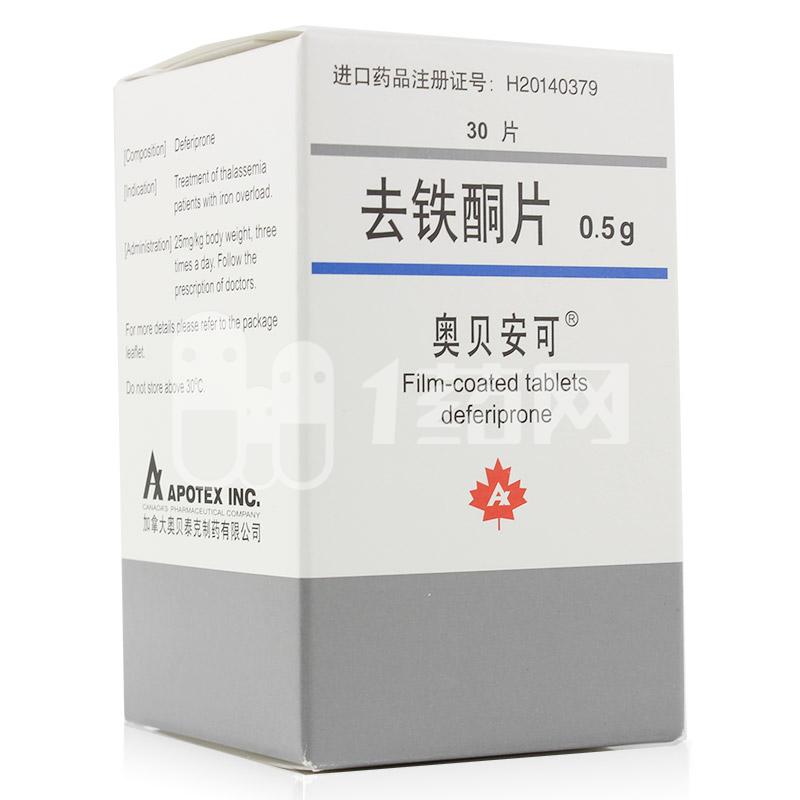 进口药品注册证号: H20140379
30 片
去铁酮片 0.5g
奥贝安可®
Film-coated tablets
deferiprone
[Composition] Deferiprone
[Indication] Treatment of thalassemia
patients with iron overload.
[Administration] 25mg/kg body weight, three
times a day. Follow the
prescription of doctors.
For more details please refer to the package
leaflet.
Do not store above 30°C.
APOTEX INC.
CANADA'S PHARMACEUTICAL COMPANY
加拿大奥贝泰克制药有限公司
1药网